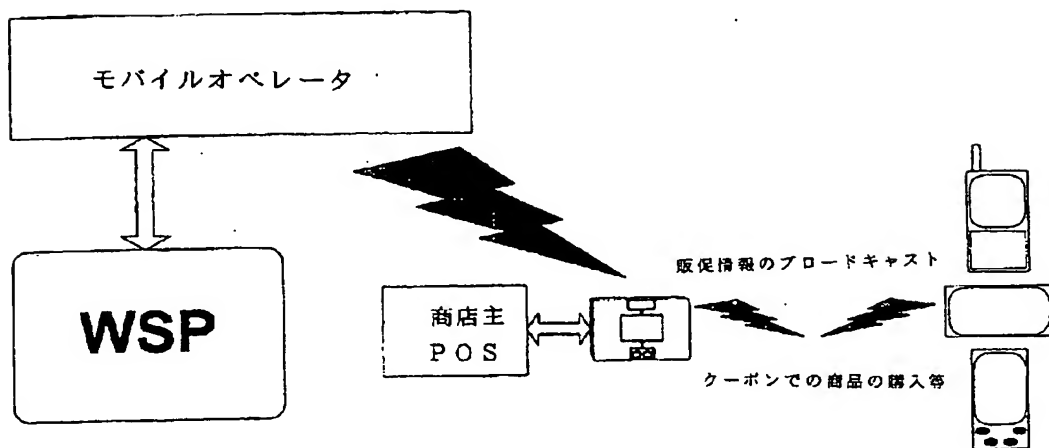 モバイルオペレータ
WSP
販促情報のブロードキャスト
商店主
POS
クーポンでの商品の購入等